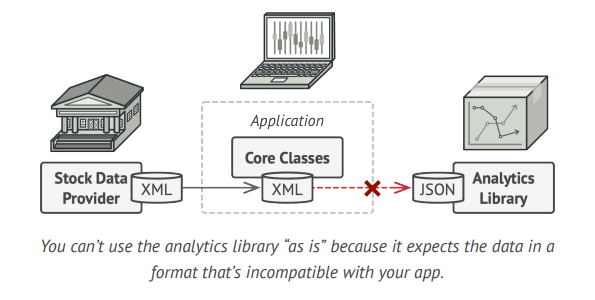 Application
Core Classes
Stock Data
Provider
XML
XML
JSON
Analytics
Library
You can’t use the analytics library “as is” because it expects the data in a
format that’s incompatible with your app.